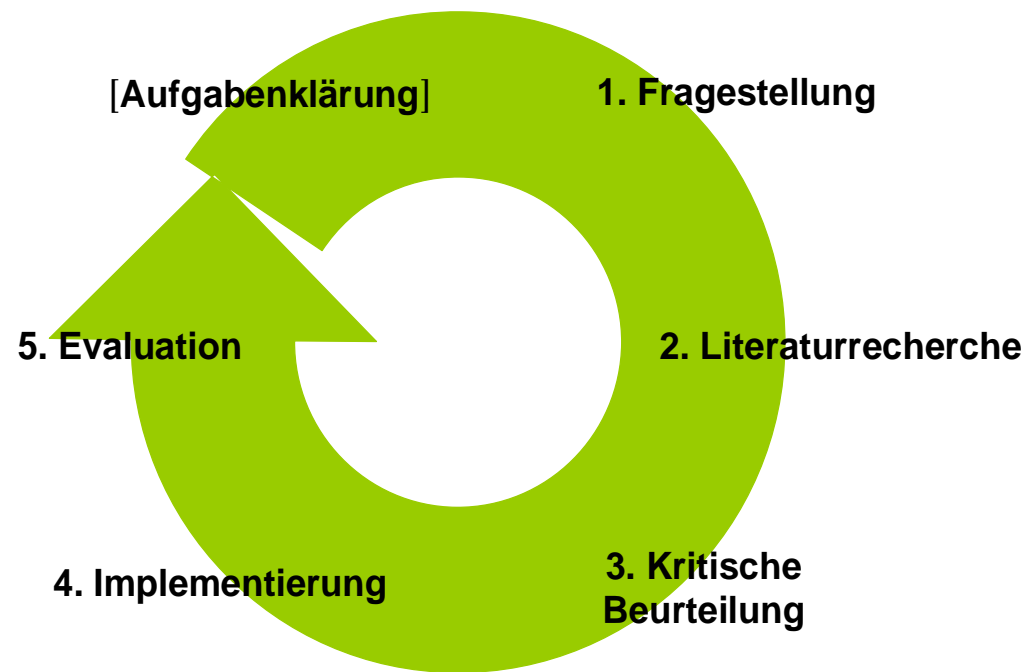 [Aufgabenklärung]
1. Fragestellung
2. Literaturrecherche
3. Kritische
Beurteilung
4. Implementierung
5. Evaluation